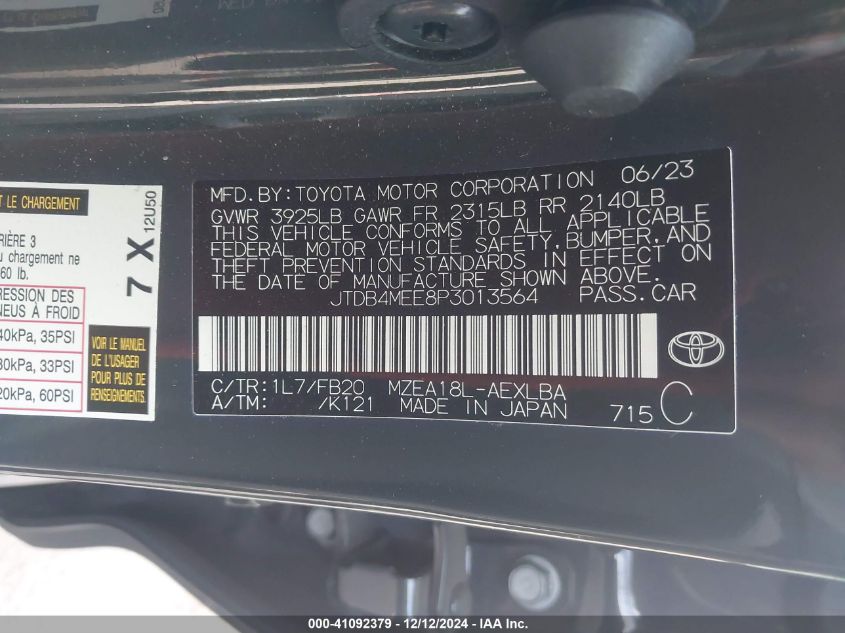 MFD.BY:TOYOTA MOTOR CORPORATION 06/23
GVWR 3925LB GAWR FR 2315LB RR 2140LB
THIS VEHICLE CONFORMS TO ALL APPLICABLE
FEDERAL MOTOR VEHICLE SAFETY,BUMPER,AND
THEFT PREVENTION STANDARDS IN EFFECT ON
THE DATE OF MANUFACTURE SHOWN ABOVE.
JTDB4MEE8P3013564 PASS.CAR
C/TR:1L7/FB20 MZEA18L-AEXLBA
A/TM: /K121 MADE IN JAPAN 715 C
ET LE CHARGEMENT
IÈRE 3
u chargement ne
60 lb.
RESSION DES
NEUS À FROID
40kPa, 35PSI
30kPa, 33PSI
20kPa, 60PSI
7 X
12U50
VOIR LE MANUEL
DE L'USAGER
POUR PLUS DE
000-41092379 - 12/12/2024 - IAA Inc.